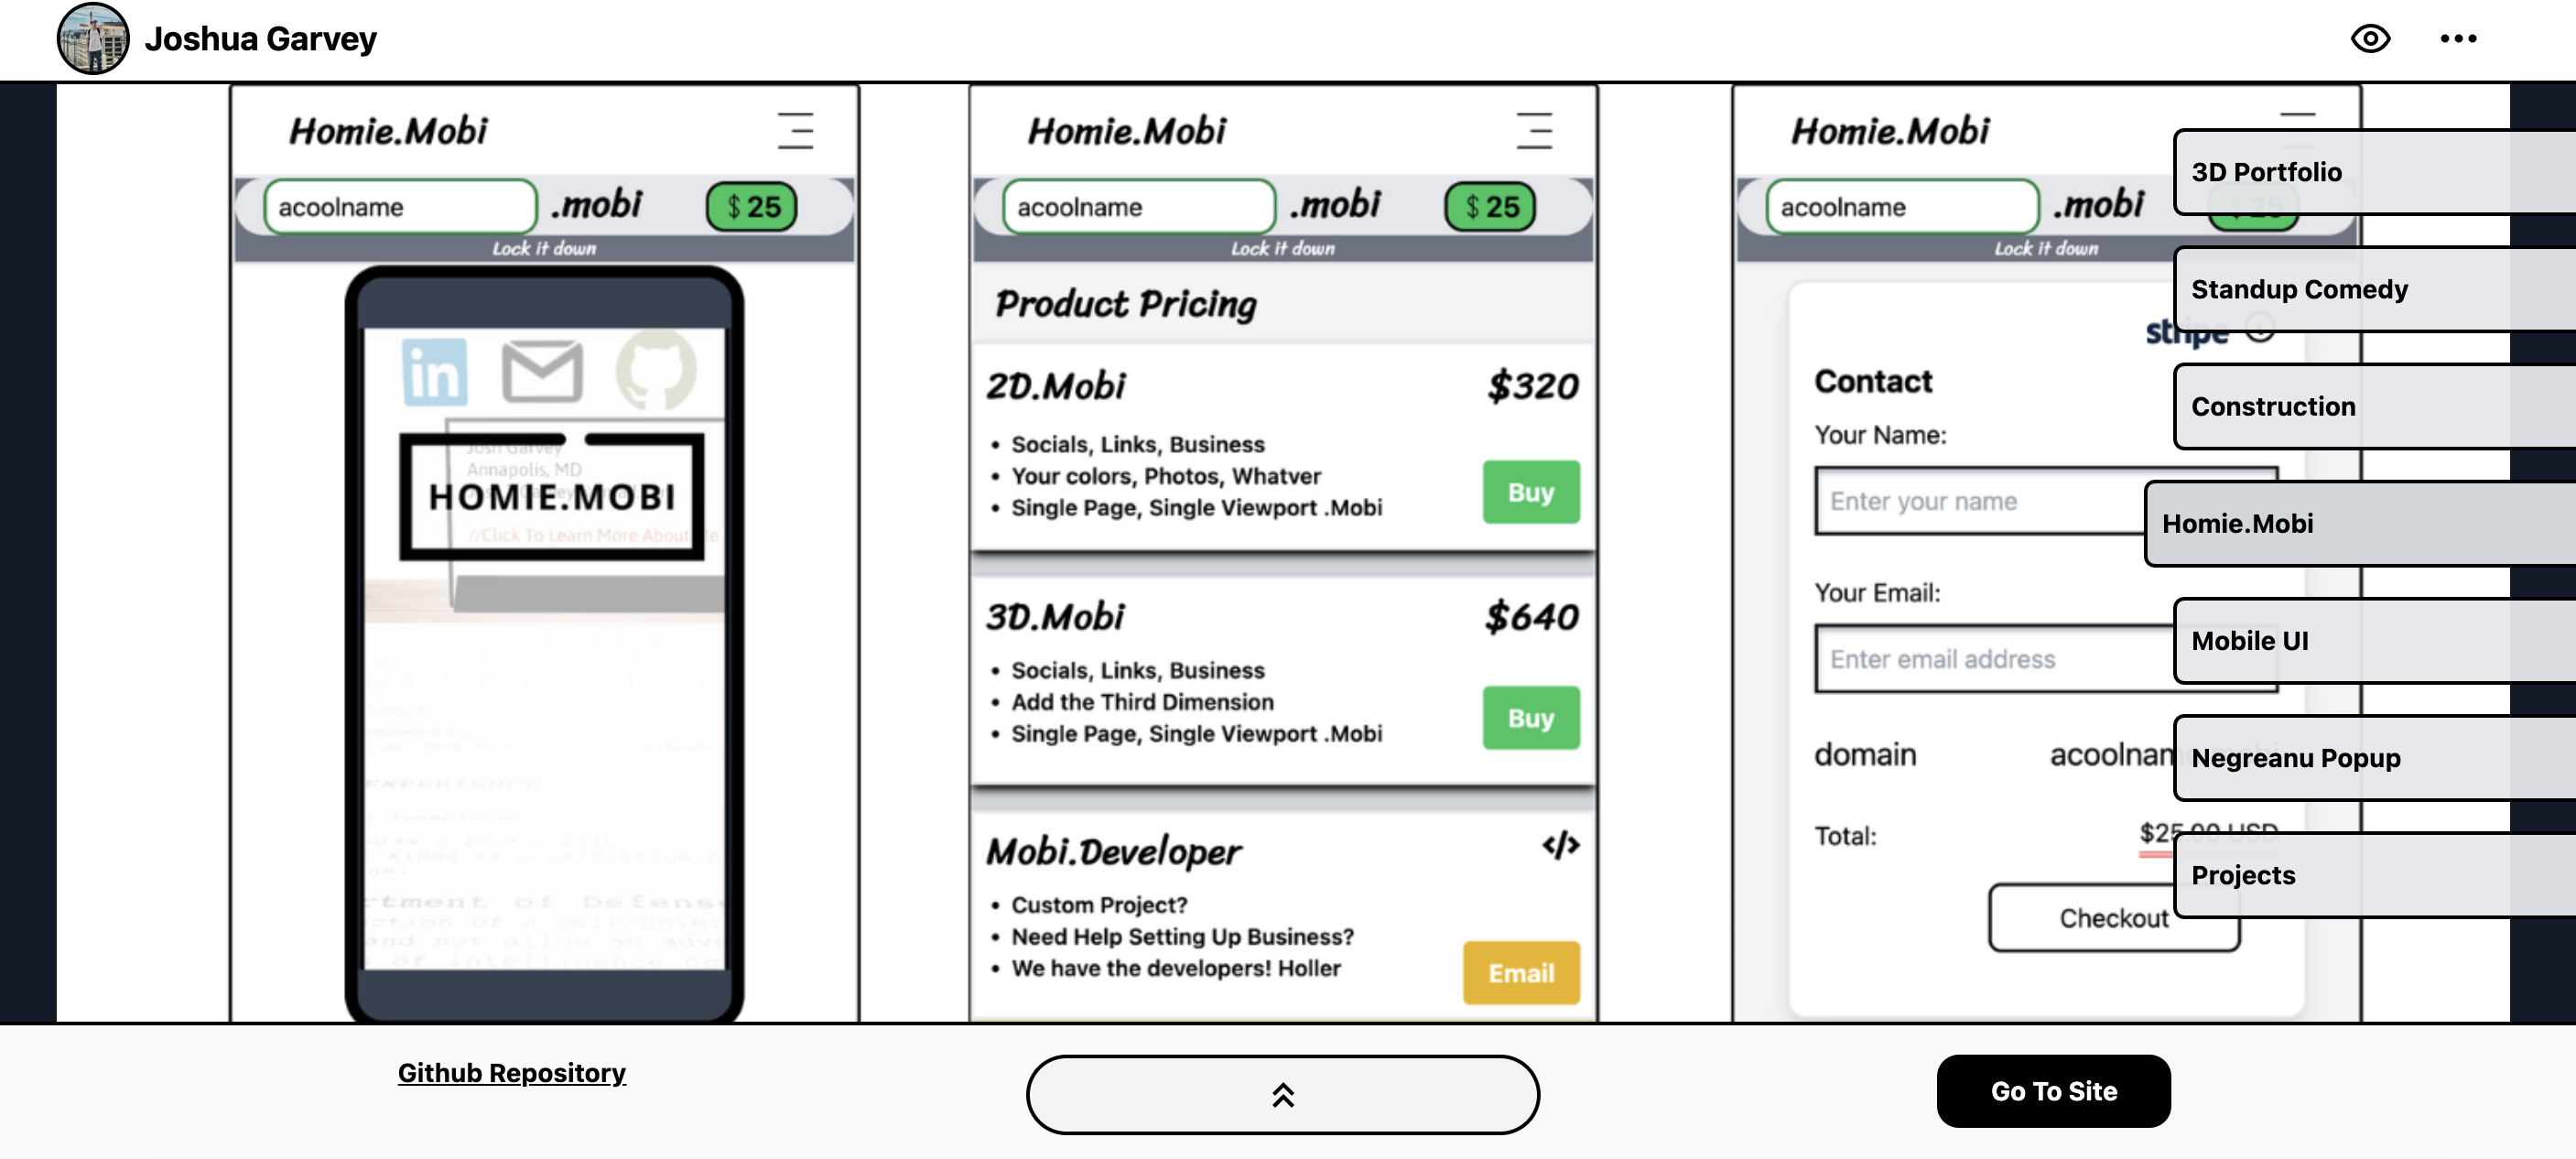 Joshua Garvey
Homie.Mobi
acoolname .mobi $ 25
Lock it down
in
Josh Garvey
Annapolis, MD
HOMIE.MOBI
//Click To Learn More About Me
EXPERIENCE
Technician
Homie.Mobi
acoolname .mobi $ 25
Lock it down
Product Pricing
2D.Mobi $320
• Socials, Links, Business
• Your colors, Photos, Whatver
• Single Page, Single Viewport .Mobi
Buy
3D.Mobi $640
• Socials, Links, Business
• Add the Third Dimension
• Single Page, Single Viewport .Mobi
Buy
Mobi.Developer </>
• Custom Project?
• Need Help Setting Up Business?
• We have the developers! Holler
Email
Homie.Mobi
acoolname .mobi $ 25
Lock it down
stripe
Contact
Your Name:
Enter your name
Your Email:
Enter email address
domain acoolname
Total: $25.00 USD
Checkout
3D Portfolio
Standup Comedy
Construction
Homie.Mobi
Mobile UI
Negreanu Popup
Projects
Github Repository
Go To Site